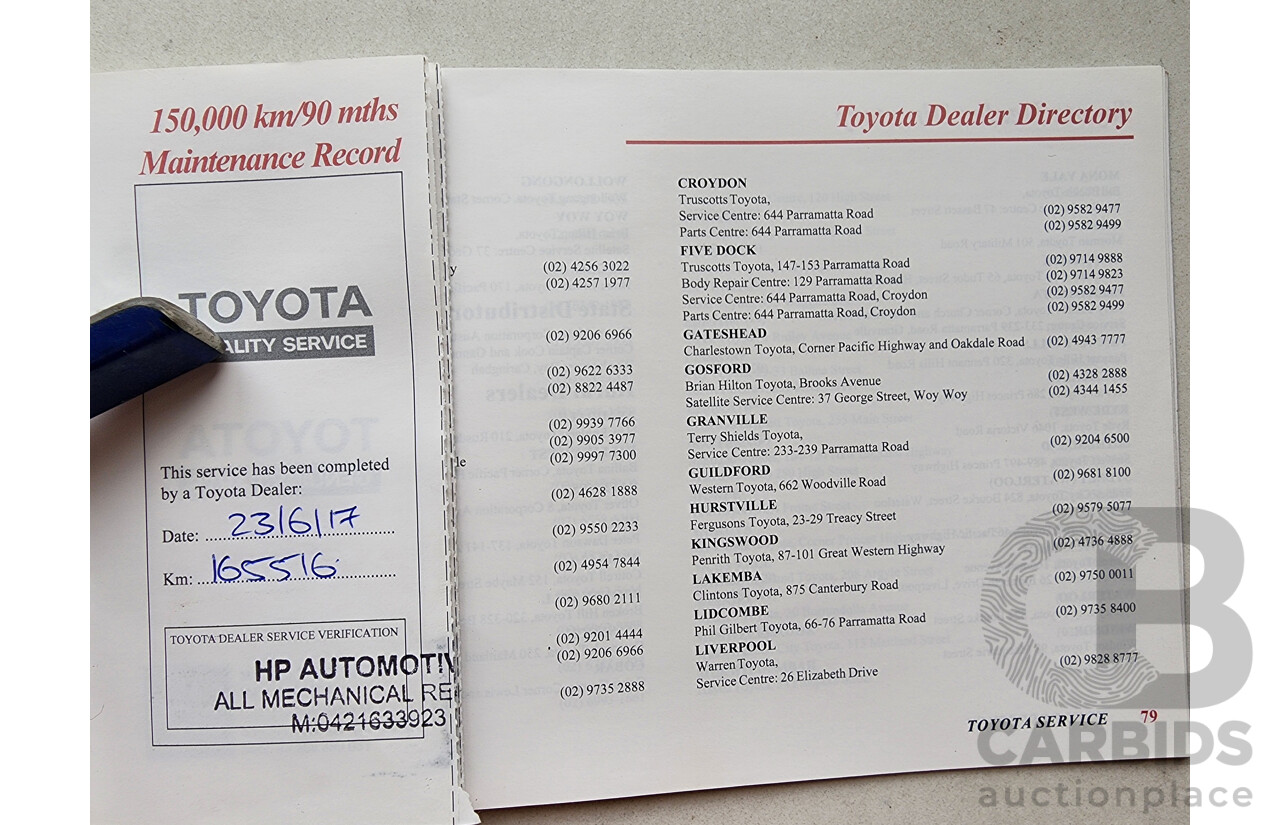 150,000 km/90 mths
Maintenance Record
TOYOTA
ALITY SERVICE
This service has been completed
by a Toyota Dealer:
Date: 23/6/17
Km: 165516
TOYOTA DEALER SERVICE VERIFICATION
HP AUTOMOTIV
ALL MECHANICAL RE
M:0421633923
y (02) 4256 3022
(02) 4257 1977
(02) 9206 6966
(02) 9622 6333
(02) 8822 4487
(02) 9939 7766
(02) 9905 3977
le (02) 9997 7300
(02) 4628 1888
(02) 9550 2233
(02) 4954 7844
(02) 9680 2111
(02) 9201 4444
(02) 9206 6966
(02) 9735 2888
Toyota Dealer Directory
CROYDON
Truscotts Toyota,
Service Centre: 644 Parramatta Road (02) 9582 9477
Parts Centre: 644 Parramatta Road (02) 9582 9499
FIVE DOCK
Truscotts Toyota, 147-153 Parramatta Road (02) 9714 9888
Body Repair Centre: 129 Parramatta Road (02) 9714 9823
Service Centre: 644 Parramatta Road, Croydon (02) 9582 9477
Parts Centre: 644 Parramatta Road, Croydon (02) 9582 9499
GATESHEAD
Charlestown Toyota, Corner Pacific Highway and Oakdale Road (02) 4943 7777
GOSFORD
Brian Hilton Toyota, Brooks Avenue (02) 4328 2888
Satellite Service Centre: 37 George Street, Woy Woy (02) 4344 1455
GRANVILLE
Terry Shields Toyota,
Service Centre: 233-239 Parramatta Road (02) 9204 6500
GUILDFORD
Western Toyota, 662 Woodville Road (02) 9681 8100
HURSTVILLE
Fergusons Toyota, 23-29 Treacy Street (02) 9579 5077
KINGSWOOD
Penrith Toyota, 87-101 Great Western Highway (02) 4736 4888
LAKEMBA
Clintons Toyota, 875 Canterbury Road (02) 9750 0011
LIDCOMBE
Phil Gilbert Toyota, 66-76 Parramatta Road (02) 9735 8400
LIVERPOOL
Warren Toyota,
Service Centre: 26 Elizabeth Drive (02) 9828 8777
TOYOTA SERVICE 79
CB
CARBIDS
auctionplace